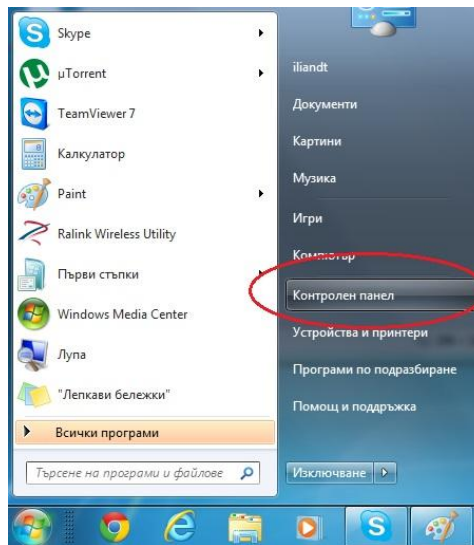 Skype
µTorrent
TeamViewer 7
Калкулатор
Paint
Ralink Wireless Utility
Първи стъпки
Windows Media Center
Лупа
"Лепкави бележки"
Всички програми
Търсене на програми и файлове
iliandt
Документи
Картини
Музика
Игри
Компютър
Контролен панел
Устройства и принтери
Програми по подразбиране
Помощ и поддръжка
Изключване